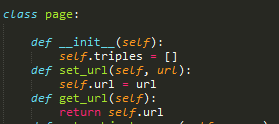 class page:
def __init__(self):
self.triples = []
def set_url(self, url):
self.url = url
def get_url(self):
return self.url